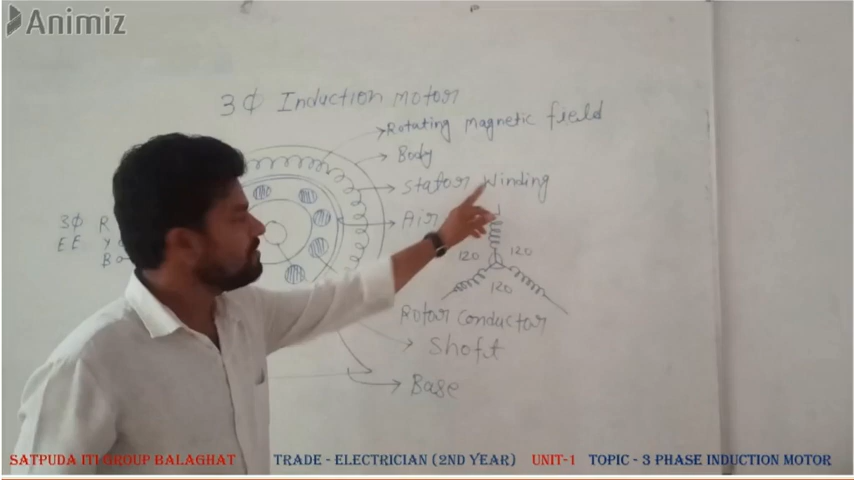 Animiz
3Φ Induction motor
Rotating magnetic field
Body
Stator Winding
Air
3Φ R
EE Y
B
120 120
120
Rotor conductor
Shoft
Base
SATPUDA ITI GROUP BALAGHAT TRADE - ELECTRICIAN (2ND YEAR) UNIT-1 TOPIC - 3 PHASE INDUCTION MOTOR